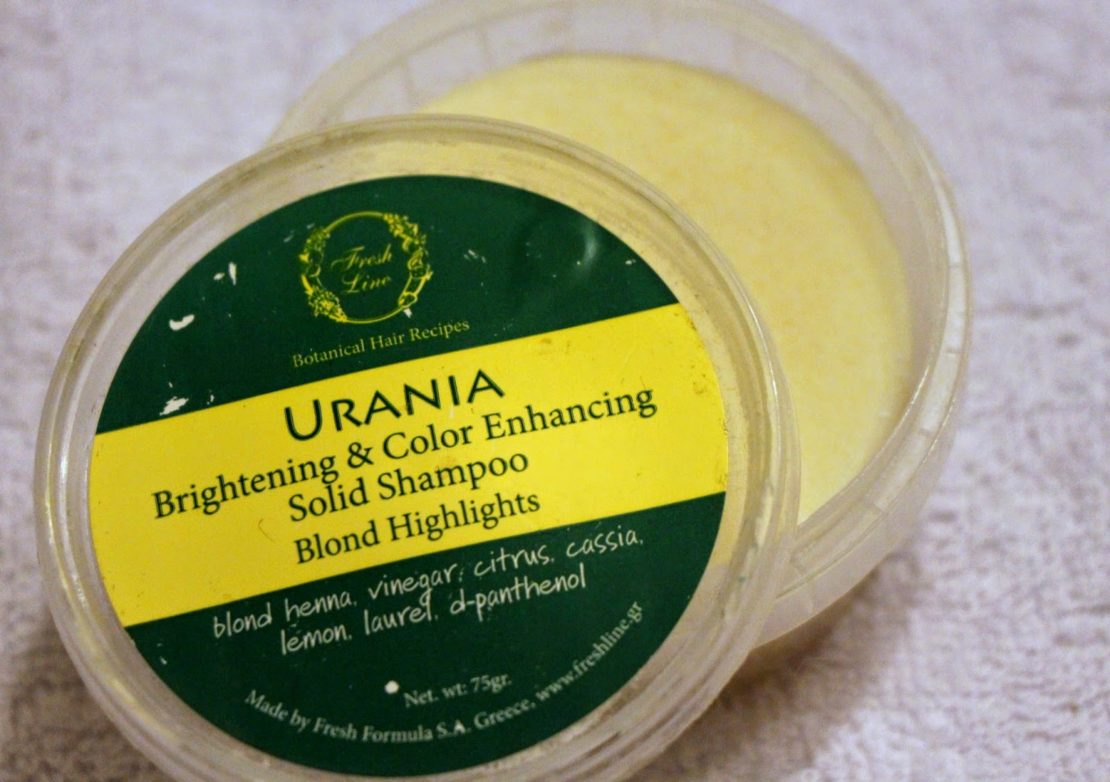 Fresh
Line
Botanical Hair Recipes
URANIA
Brightening & Color Enhancing
Solid Shampoo
Blond Highlights
blond henna, vinegar, citrus, cassia,
lemon, laurel, d-panthenol
Net. wt: 75gr.
Made by Fresh Formula S.A. Greece, www.freshline.gr